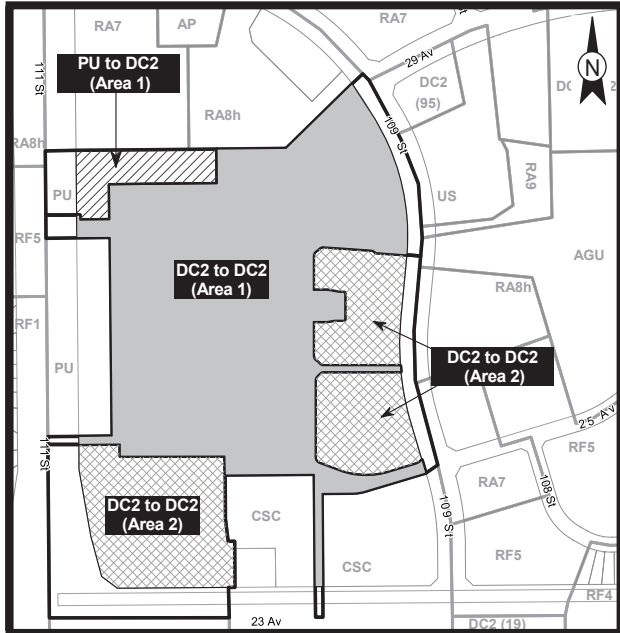 RA7
AP
RA7
St
29 Av
N
111 St
PU to DC2
(Area 1)
DC2
(95)
RA8h
109 St
RA8h
RA9
PU
US
RF5
AGU
DC2 to DC2
(Area 1)
RA8h
RF1
PU
DC2 to DC2
(Area 2)
25 Av
111 St
RF5
RA7
108 St
DC2 to DC2
(Area 2)
109 St
CSC
CSC
RF5
RF4
23 Av
DC2 (19)